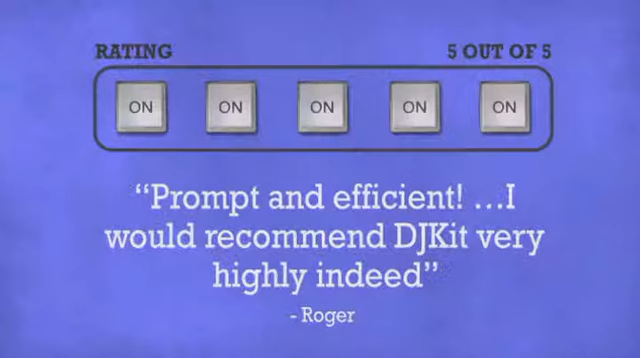 RATING 5 OUT OF 5
ON ON ON ON ON
“Prompt and efficient! ...I
would recommend DJKit very
highly indeed”
- Roger